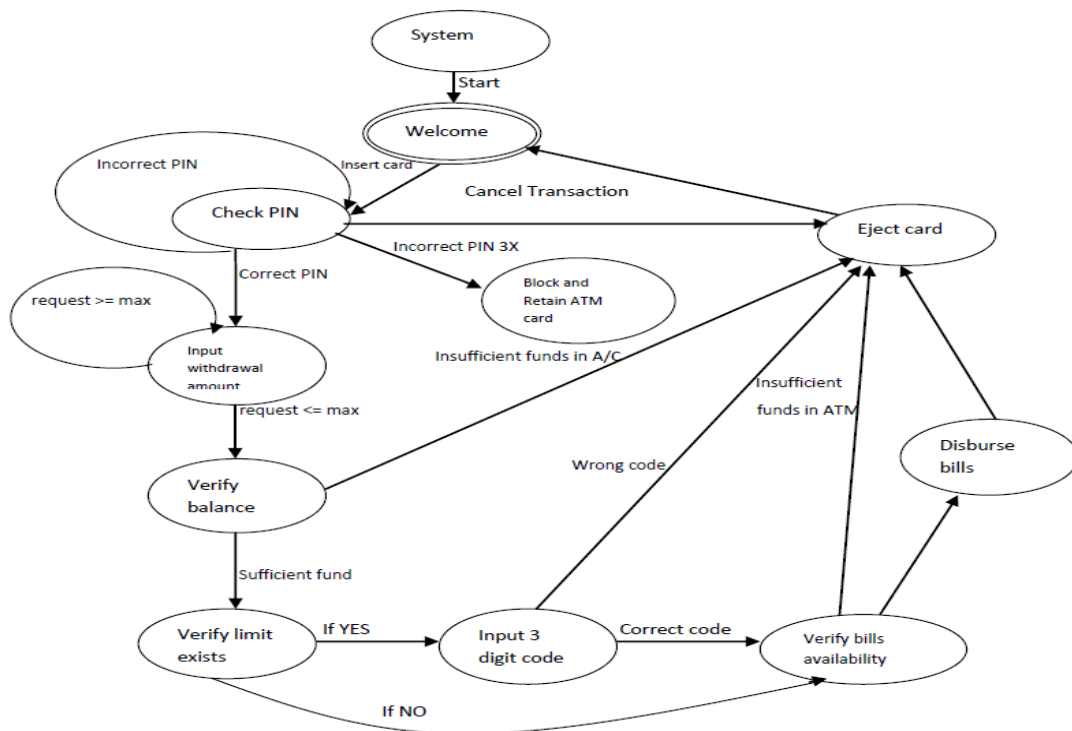 System
Start
Welcome
Incorrect PIN
Insert card
Cancel Transaction
Check PIN
Eject card
Incorrect PIN 3X
Correct PIN
Block and
Retain ATM
card
request >= max
Input
withdrawal
amount
Insufficient funds in A/C
Insufficient
funds in ATM
request <= max
Disburse
bills
Wrong code
Verify
balance
Sufficient fund
If YES
Correct code
Verify limit
exists
Input 3
digit code
Verify bills
availability
If NO